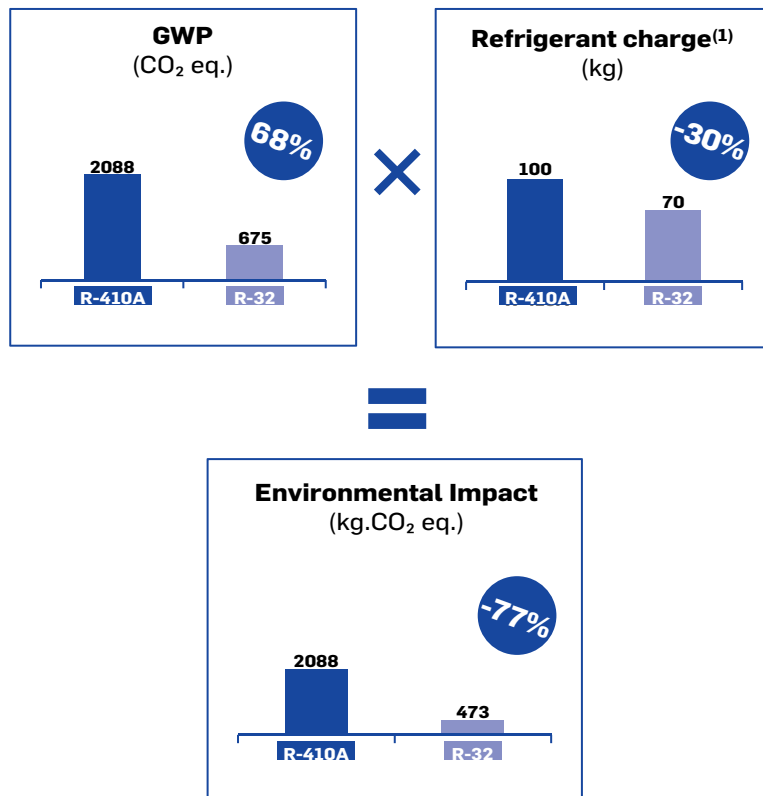 GWP
(CO₂ eq.)
68%
2088
675
R-410A
R-32
×
Refrigerant charge⁽¹⁾
(kg)
-30%
100
70
R-410A
R-32
=
Environmental Impact
(kg.CO₂ eq.)
-77%
2088
473
R-410A
R-32